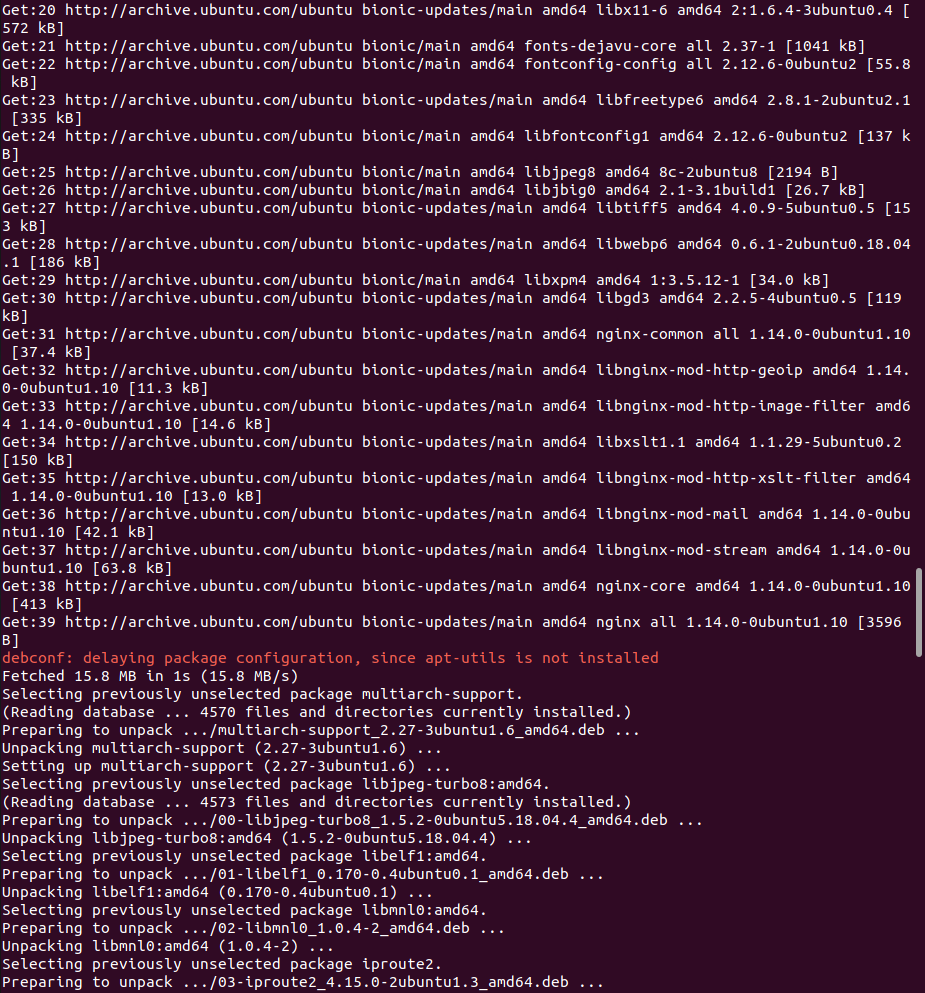 Get:20 http://archive.ubuntu.com/ubuntu bionic-updates/main amd64 libx11-6 amd64 2:1.6.4-3ubuntu0.4 [
572 kB]
Get:21 http://archive.ubuntu.com/ubuntu bionic/main amd64 fonts-dejavu-core all 2.37-1 [1041 kB]
Get:22 http://archive.ubuntu.com/ubuntu bionic/main amd64 fontconfig-config all 2.12.6-0ubuntu2 [55.8
 kB]
Get:23 http://archive.ubuntu.com/ubuntu bionic-updates/main amd64 libfreetype6 amd64 2.8.1-2ubuntu2.1
 [335 kB]
Get:24 http://archive.ubuntu.com/ubuntu bionic/main amd64 libfontconfig1 amd64 2.12.6-0ubuntu2 [137 k
B]
Get:25 http://archive.ubuntu.com/ubuntu bionic/main amd64 libjpeg8 amd64 8c-2ubuntu8 [2194 B]
Get:26 http://archive.ubuntu.com/ubuntu bionic/main amd64 libjbig0 amd64 2.1-3.1build1 [26.7 kB]
Get:27 http://archive.ubuntu.com/ubuntu bionic-updates/main amd64 libtiff5 amd64 4.0.9-5ubuntu0.5 [15
3 kB]
Get:28 http://archive.ubuntu.com/ubuntu bionic-updates/main amd64 libwebp6 amd64 0.6.1-2ubuntu0.18.04
.1 [186 kB]
Get:29 http://archive.ubuntu.com/ubuntu bionic/main amd64 libxpm4 amd64 1:3.5.12-1 [34.0 kB]
Get:30 http://archive.ubuntu.com/ubuntu bionic-updates/main amd64 libgd3 amd64 2.2.5-4ubuntu0.5 [119
kB]
Get:31 http://archive.ubuntu.com/ubuntu bionic-updates/main amd64 nginx-common all 1.14.0-0ubuntu1.10
 [37.4 kB]
Get:32 http://archive.ubuntu.com/ubuntu bionic-updates/main amd64 libnginx-mod-http-geoip amd64 1.14.
0-0ubuntu1.10 [11.3 kB]
Get:33 http://archive.ubuntu.com/ubuntu bionic-updates/main amd64 libnginx-mod-http-image-filter amd6
4 1.14.0-0ubuntu1.10 [14.6 kB]
Get:34 http://archive.ubuntu.com/ubuntu bionic-updates/main amd64 libxslt1.1 amd64 1.1.29-5ubuntu0.2
[150 kB]
Get:35 http://archive.ubuntu.com/ubuntu bionic-updates/main amd64 libnginx-mod-http-xslt-filter amd64
 1.14.0-0ubuntu1.10 [13.0 kB]
Get:36 http://archive.ubuntu.com/ubuntu bionic-updates/main amd64 libnginx-mod-mail amd64 1.14.0-0ubu
ntu1.10 [42.1 kB]
Get:37 http://archive.ubuntu.com/ubuntu bionic-updates/main amd64 libnginx-mod-stream amd64 1.14.0-0u
buntu1.10 [63.8 kB]
Get:38 http://archive.ubuntu.com/ubuntu bionic-updates/main amd64 nginx-core amd64 1.14.0-0ubuntu1.10
 [413 kB]
Get:39 http://archive.ubuntu.com/ubuntu bionic-updates/main amd64 nginx all 1.14.0-0ubuntu1.10 [3596
B]
debconf: delaying package configuration, since apt-utils is not installed
Fetched 15.8 MB in 1s (15.8 MB/s)
Selecting previously unselected package multiarch-support.
(Reading database ... 4570 files and directories currently installed.)
Preparing to unpack .../multiarch-support_2.27-3ubuntu1.6_amd64.deb ...
Unpacking multiarch-support (2.27-3ubuntu1.6) ...
Setting up multiarch-support (2.27-3ubuntu1.6) ...
Selecting previously unselected package libjpeg-turbo8:amd64.
(Reading database ... 4573 files and directories currently installed.)
Preparing to unpack .../00-libjpeg-turbo8_1.5.2-0ubuntu5.18.04.4_amd64.deb ...
Unpacking libjpeg-turbo8:amd64 (1.5.2-0ubuntu5.18.04.4) ...
Selecting previously unselected package libelf1:amd64.
Preparing to unpack .../01-libelf1_0.170-0.4ubuntu0.1_amd64.deb ...
Unpacking libelf1:amd64 (0.170-0.4ubuntu0.1) ...
Selecting previously unselected package libmnl0:amd64.
Preparing to unpack .../02-libmnl0_1.0.4-2_amd64.deb ...
Unpacking libmnl0:amd64 (1.0.4-2) ...
Selecting previously unselected package iproute2.
Preparing to unpack .../03-iproute2_4.15.0-2ubuntu1.3_amd64.deb ...